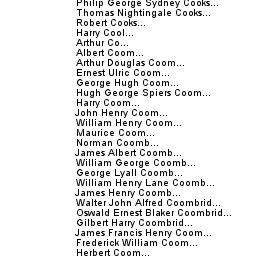 Philip George Sydney Cooks...
Thomas Nightingale Cooks...
Robert Cooks...
Harry Cool...
Arthur Co...
Albert Coom...
Arthur Douglas Coom...
Ernest Ulric Coom...
George Hugh Coom...
Hugh George Spiers Coom...
Harry Coom...
John Henry Coom...
William Henry Coom...
Maurice Coom...
Norman Coomb...
James Albert Coomb...
William George Coomb...
George Lyall Coomb...
William Henry Lane Coomb...
James Henry Coomb...
Walter John Alfred Coombrid...
Oswald Ernest Blaker Coombrid...
Gilbert Harry Coombrid...
James Francis Henry Coom...
Frederick William Coom...
Herbert Coom...